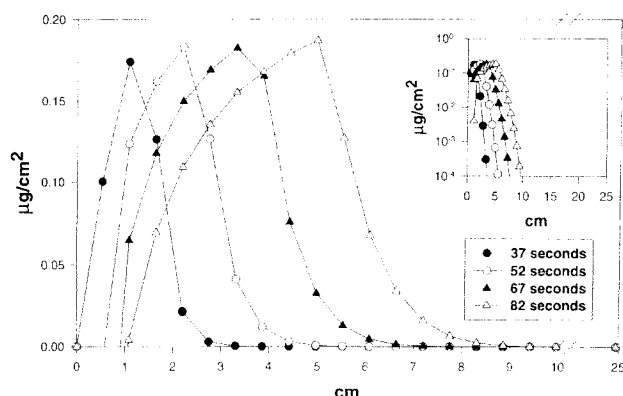 0.20
0.15
0.10
0.05
0.00
µg/cm²
0 1 2 3 4 5 6 7 8 9 10 25
cm
10⁰
10⁻¹
10⁻²
10⁻³
10⁻⁴
µg/cm²
0 5 10 15 20 25
cm
37 seconds
52 seconds
67 seconds
82 seconds